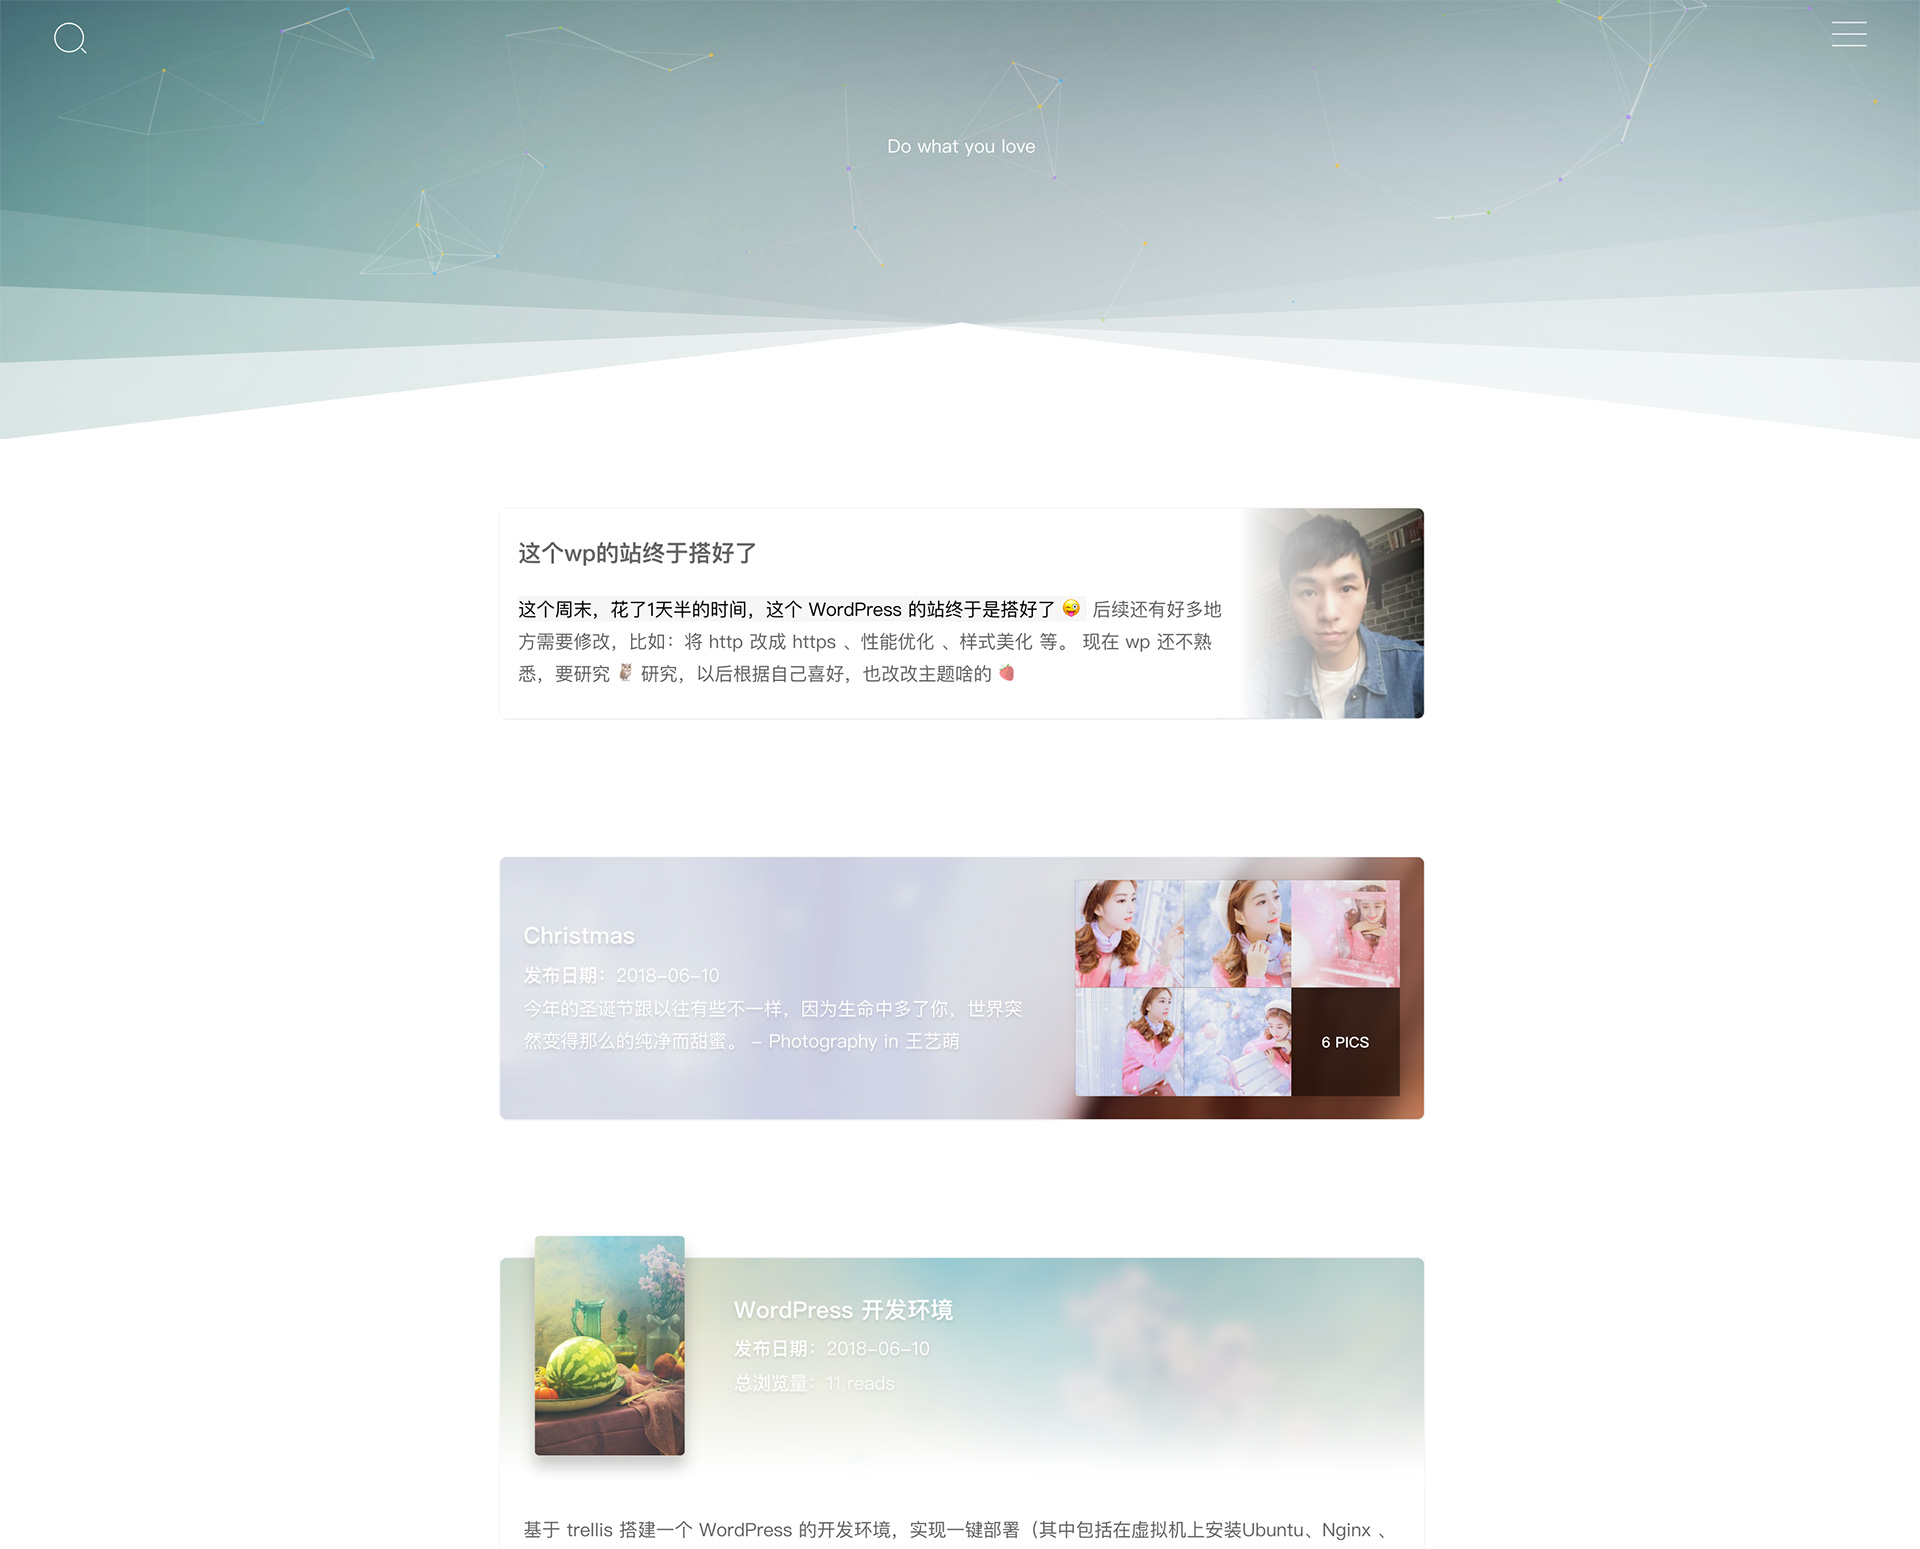 Do what you love
这个wp的站终于搭好了
这个周末，花了1天半的时间，这个 WordPress 的站终于是搭好了 😜 后续还有好多地
方需要修改，比如：将 http 改成 https 、性能优化 、样式美化 等。 现在 wp 还不熟
悉，要研究 🦉 研究，以后根据自己喜好，也改改主题啥的 🍓
Christmas
发布日期：2018-06-10
今年的圣诞节跟以往有些不一样，因为生命中多了你，世界突
然变得那么的纯净而甜蜜。 – Photography in 王艺萌
6 PICS
WordPress 开发环境
发布日期：2018-06-10
总浏览量：11 reads
基于 trellis 搭建一个 WordPress 的开发环境，实现一键部署（其中包括在虚拟机上安装Ubuntu、Nginx 、